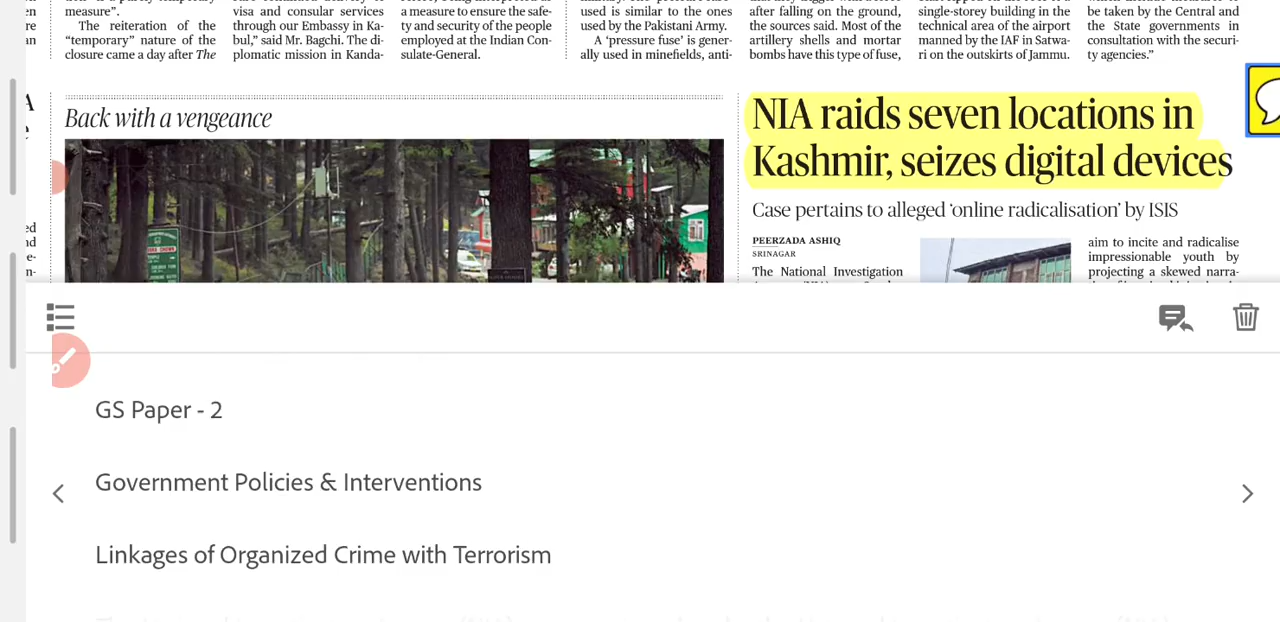 measure".
The reiteration of the
"temporary" nature of the
closure came a day after The
visa and consular services
through our Embassy in Ka-
bul," said Mr. Bagchi. The di-
plomatic mission in Kanda-
a measure to ensure the safe-
ty and security of the people
employed at the Indian Con-
sulate-General.
used is similar to the ones
used by the Pakistani Army.
A 'pressure fuse' is gener-
ally used in minefields, anti-
after falling on the ground,
the sources said. Most of the
artillery shells and mortar
bombs have this type of fuse,
single-storey building in the
technical area of the airport
manned by the IAF in Satwa-
ri on the outskirts of Jammu.
be taken by the Central and
the State governments in
consultation with the securi-
ty agencies."
Back with a vengeance
NIA raids seven locations in
Kashmir, seizes digital devices
Case pertains to alleged 'online radicalisation' by ISIS
PEERZADA ASHIQ
SRINAGAR
The National Investigation
aim to incite and radicalise
impressionable youth by
projecting a skewed narra-
GS Paper - 2
Government Policies & Interventions
Linkages of Organized Crime with Terrorism